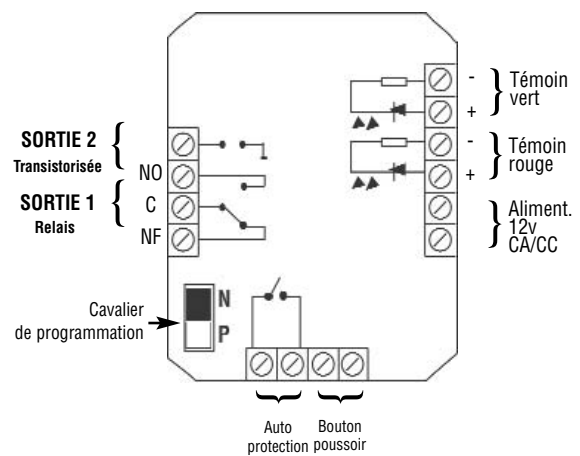 SORTIE 2
Transistorisée
SORTIE 1
Relais
NO
C
NF
-
+
-
+
Témoin
vert
Témoin
rouge
Aliment.
12v
CA/CC
Cavalier
de programmation
N
P
Auto
protection
Bouton
poussoir